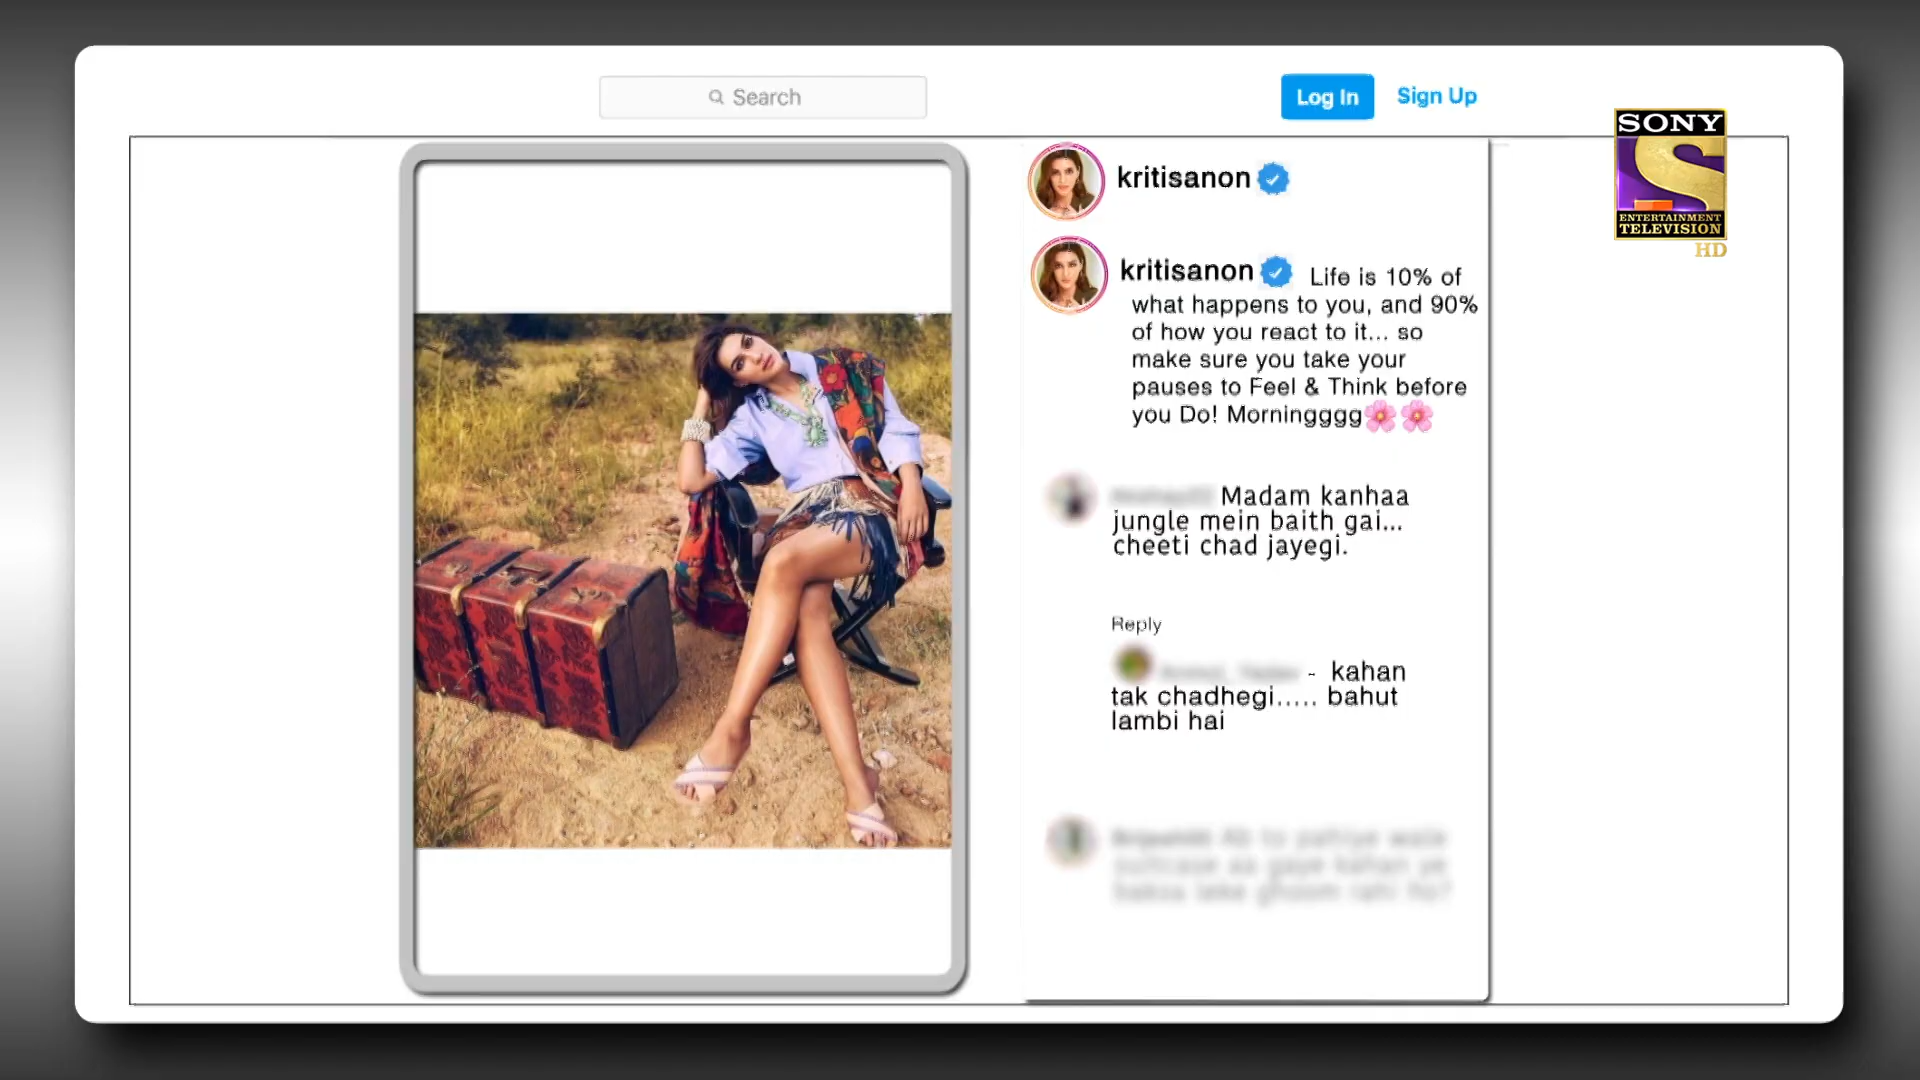 Search
Log In
Sign Up
SONY
ENTERTAINMENT
TELEVISION
HD
kritisanon
kritisanon Life is 10% of
what happens to you, and 90%
of how you react to it... so
make sure you take your
pauses to Feel & Think before
you Do! Morningggg🌸🌸
Madam kanhaa
jungle mein baith gai...
cheeti chad jayegi.
Reply
- kahan
tak chadhegi..... bahut
lambi hai